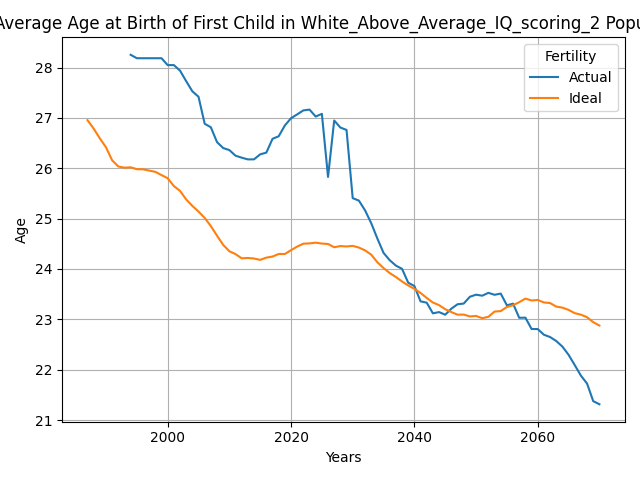 Average Age at Birth of First Child in White_Above_Average_IQ_scoring_2
28
27
26
25
24
23
22
21
Age
Fertility
Actual
Ideal
2000
2020
2040
2060
Years